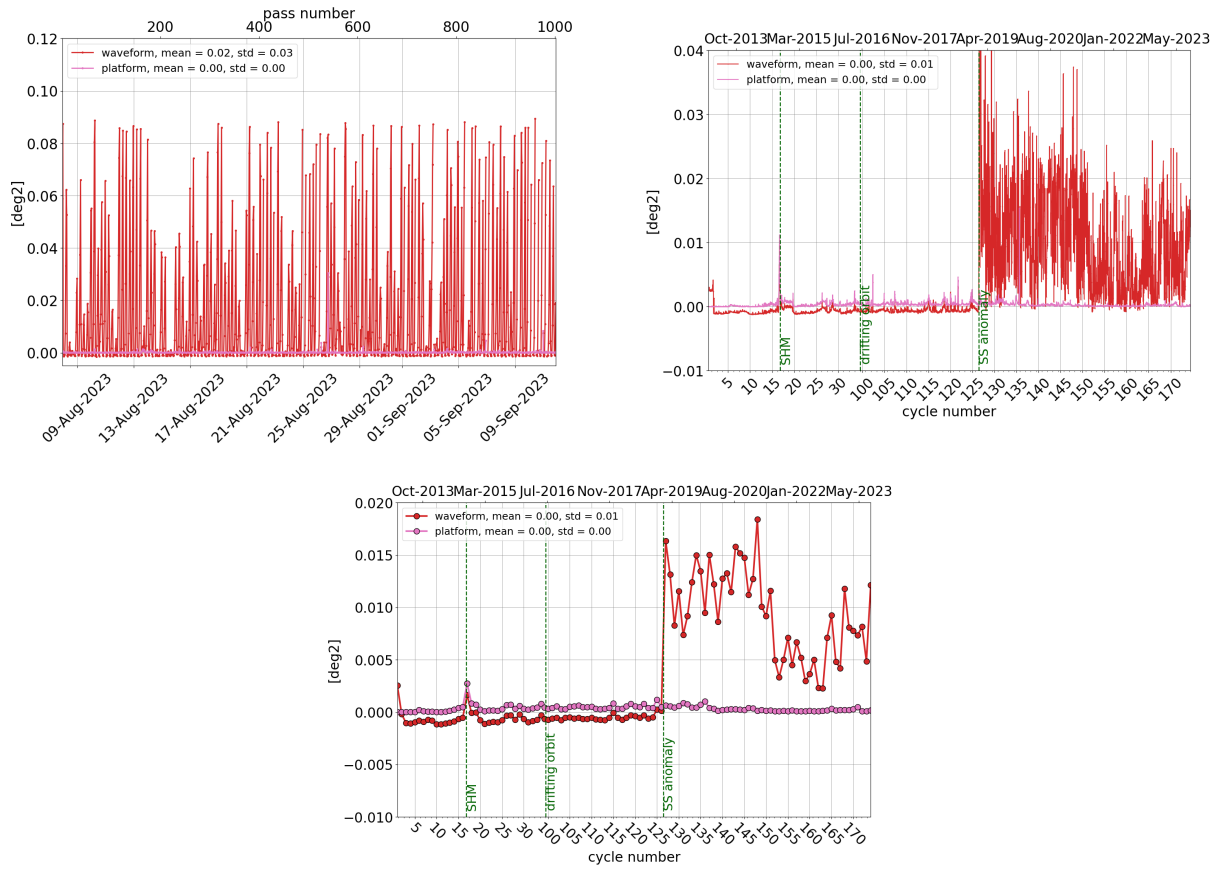 pass number
200 400 600 800 1000
0.12
0.10
0.08
0.06
0.04
0.02
0.00
[deg2]
waveform, mean = 0.02, std = 0.03
platform, mean = 0.00, std = 0.00
09-Aug-2023 13-Aug-2023 17-Aug-2023 21-Aug-2023 25-Aug-2023 29-Aug-2023 01-Sep-2023 05-Sep-2023 09-Sep-2023
Oct-2013 Mar-2015 Jul-2016 Nov-2017 Apr-2019 Aug-2020 Jan-2022 May-2023
0.04
0.03
0.02
0.01
0.00
−0.01
[deg2]
waveform, mean = 0.00, std = 0.01
platform, mean = 0.00, std = 0.00
SHM
drifting orbit
SS anomaly
5 10 15 20 25 30 100 105 110 115 120 125 130 135 140 145 150 155 160 165 170
cycle number
Oct-2013 Mar-2015 Jul-2016 Nov-2017 Apr-2019 Aug-2020 Jan-2022 May-2023
0.020
0.015
0.010
0.005
0.000
−0.005
−0.010
[deg2]
waveform, mean = 0.00, std = 0.01
platform, mean = 0.00, std = 0.00
SHM
drifting orbit
SS anomaly
5 10 15 20 25 30 100 105 110 115 120 125 130 135 140 145 150 155 160 165 170
cycle number